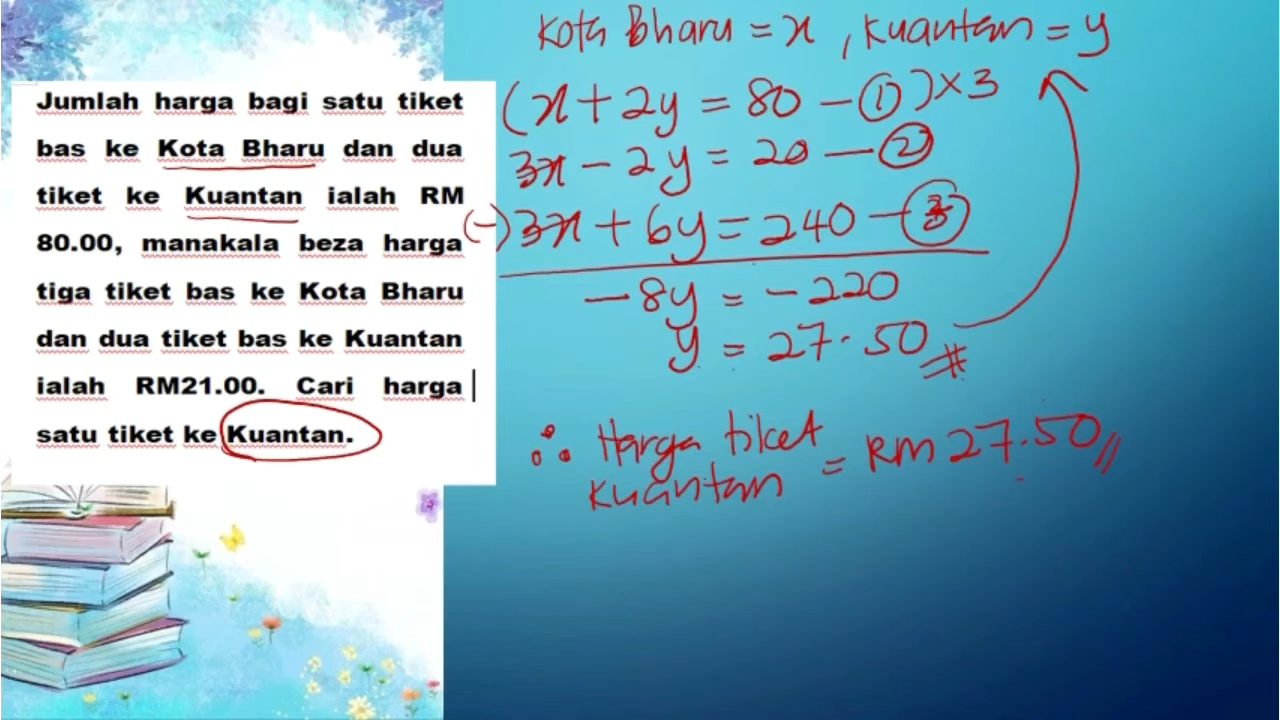 Jumlah harga bagi satu tiket
bas ke Kota Bharu dan dua
tiket ke Kuantan ialah RM
80.00, manakala beza harga
tiga tiket bas ke Kota Bharu
dan dua tiket bas ke Kuantan
ialah RM21.00. Cari harga
satu tiket ke Kuantan.
Kota Bharu = x , Kuantan = y
(x + 2y = 80 — ①) × 3
3x - 2y = 20 — ②
(-) 3x + 6y = 240 — ③
-8y = -220
y = 27.50 #
∴ Harga tiket
Kuantan = RM 27.50 //